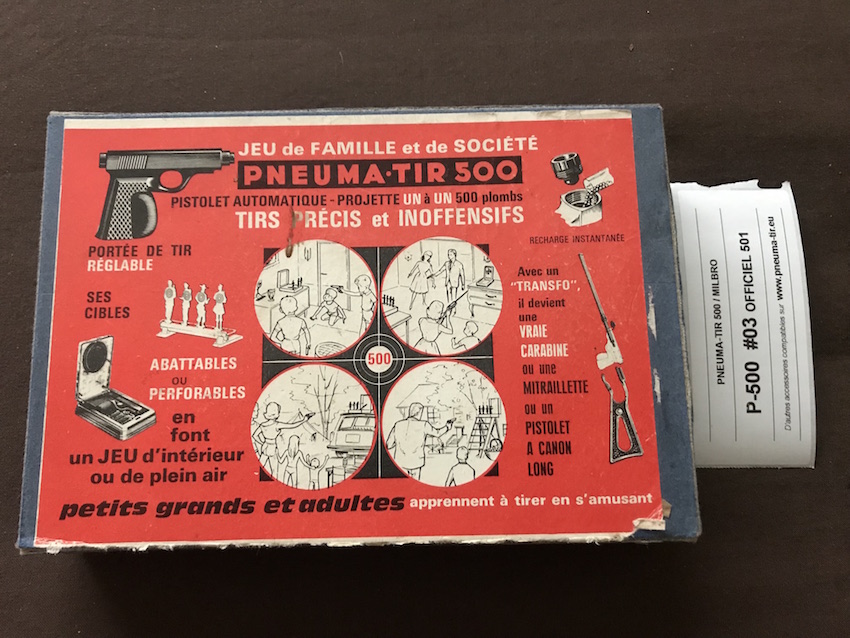 JEU de FAMILLE et de SOCIÉTÉ
PNEUMA-TIR 500
PISTOLET AUTOMATIQUE - PROJETTE UN à UN 500 plombs
TIRS PRÉCIS et INOFFENSIFS
RECHARGE INSTANTANÉE
PORTÉE DE TIR
RÉGLABLE
SES
CIBLES
ABATTABLES
OU
PERFORABLES
en
font
un JEU d'intérieur
ou de plein air
500
Avec un
"TRANSFO",
il devient
une
VRAIE
CARABINE
ou une
MITRAILLETTE
ou un
PISTOLET
A CANON
LONG
petits grands et adultes apprennent à tirer en s'amusant
PNEUMA-TIR 500 / MILBRO
P-500 #03 OFFICIEL 501
D'autres accessoires compatibles sur www.pneuma-tir.eu